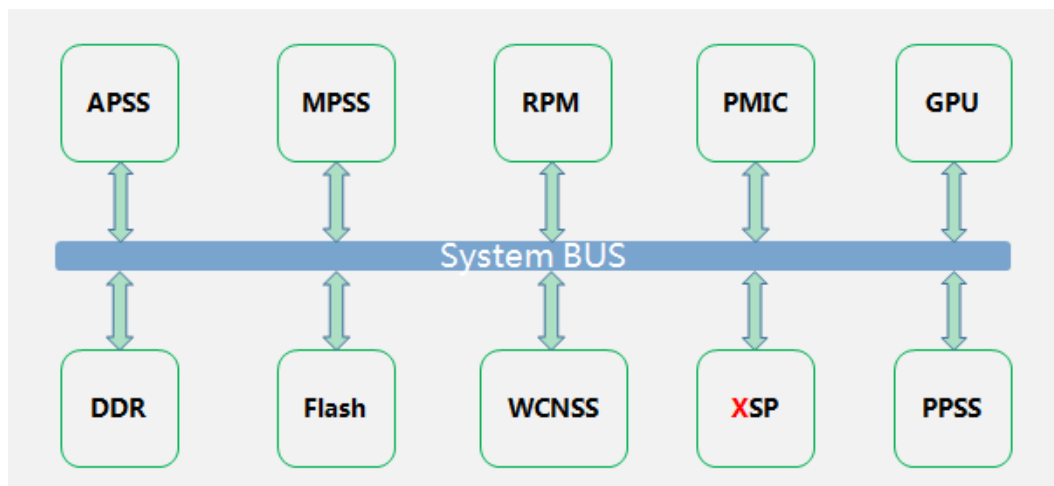 APSS
MPSS
RPM
PMIC
GPU
System BUS
DDR
Flash
WCNSS
XSP
PPSS